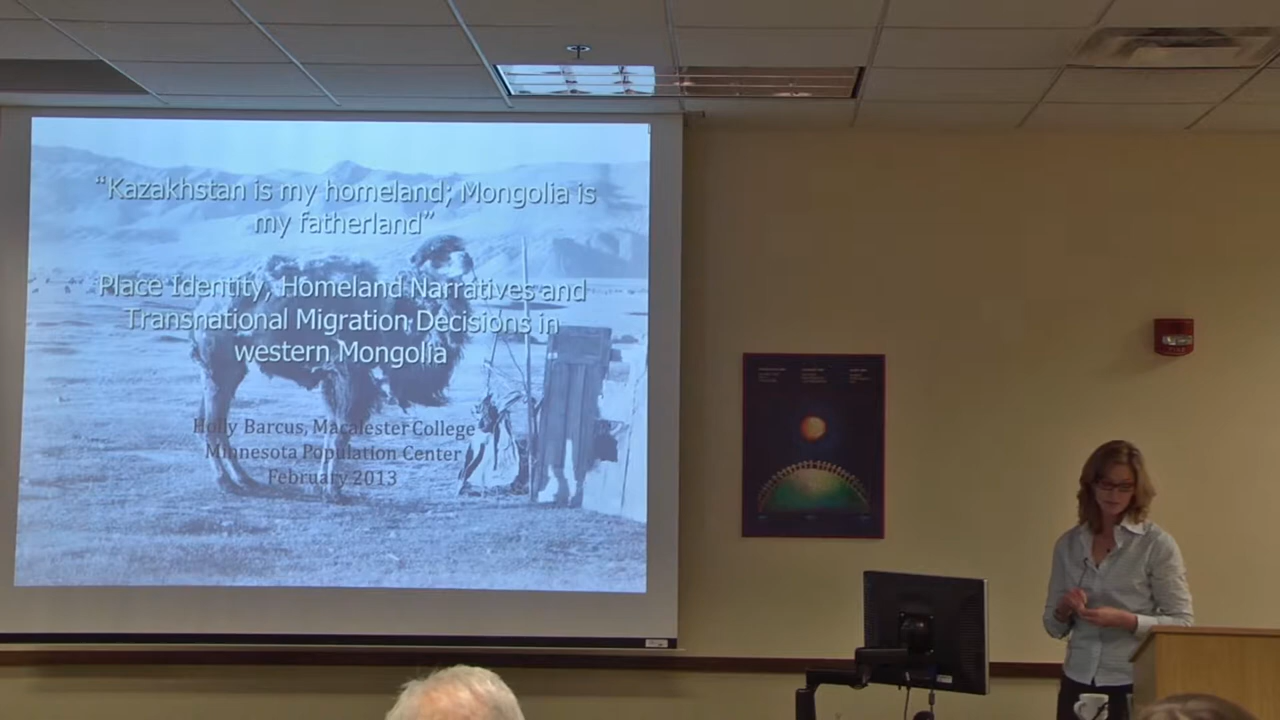 “Kazakhstan is my homeland; Mongolia is
my fatherland”
Place Identity, Homeland Narratives and
Transnational Migration Decisions in
western Mongolia
Holly Barcus, Macalester College
Minnesota Population Center
February 2013